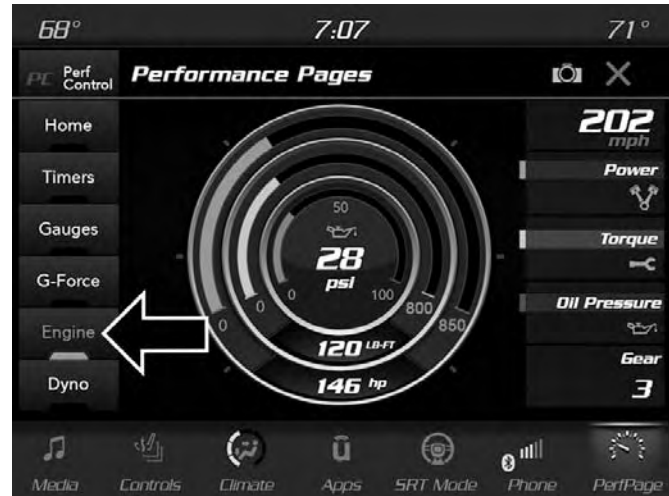 68° 7:07 71°
PC Perf Control
Performance Pages
Home
Timers
Gauges
G-Force
Engine
Dyno
50
28
psi
0
100
0
800
0
850
120 LB-FT
146 hp
202
mph
Power
Torque
Oil Pressure
Gear
3
Media Controls Climate Apps SRT Mode Phone PerfPage